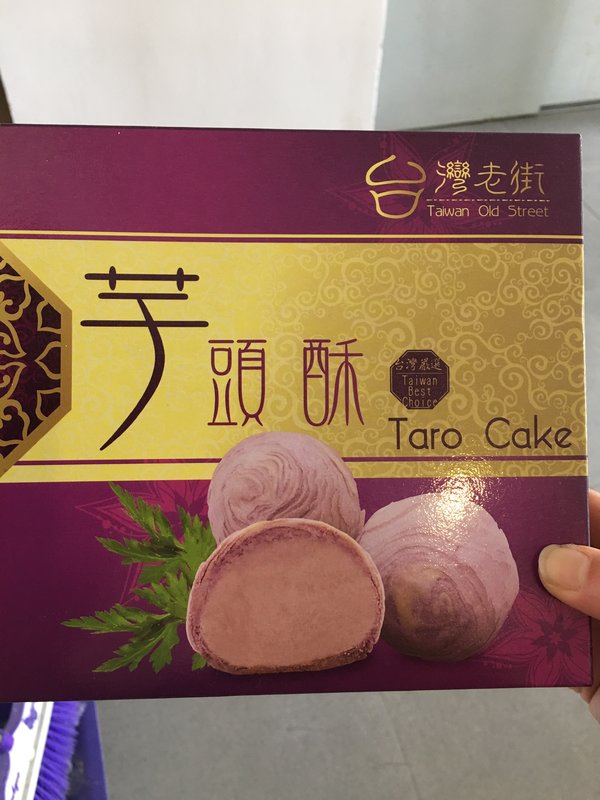 台灣老街
Taiwan Old Street
芋頭酥
台灣嚴選
Taiwan
Best
Choice
Taro Cake